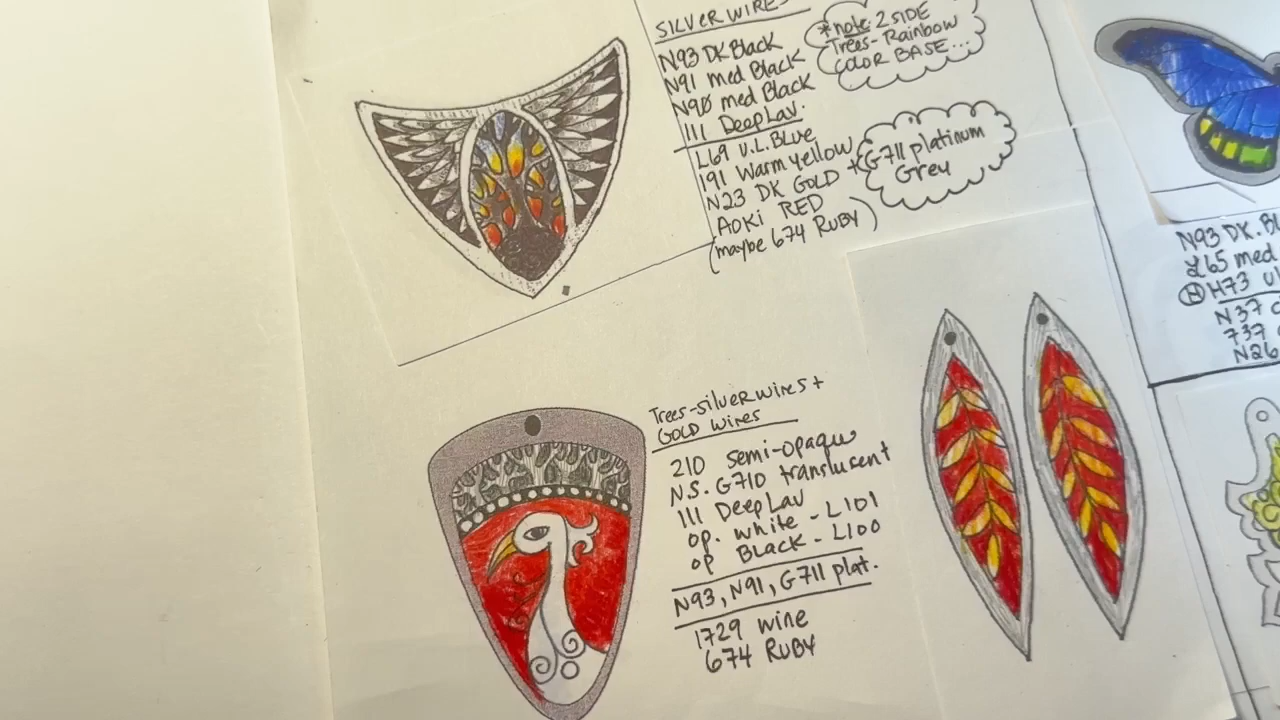 SILVER WIRES
N93 DK Black
N91 med Black
N90 med Black
111 Deep Lav.
L69 U.L. BLUE
191 Warm yellow
N23 DK GOLD +
AOKI RED
(maybe 674 RUBY)
*note: 2 SIDE
Trees-Rainbow
COLOR BASE...
G711 platinum
Grey
Trees-silver wires +
GOLD wires
210 semi-opaque
N.S. G710 translucent
111 Deep Lav
op. white - L101
op Black - L100
N93, N91, G711 plat.
1729 wine
674 RUBY
N93 DK. BL
L65 med
H H73 U
N37
737
N26